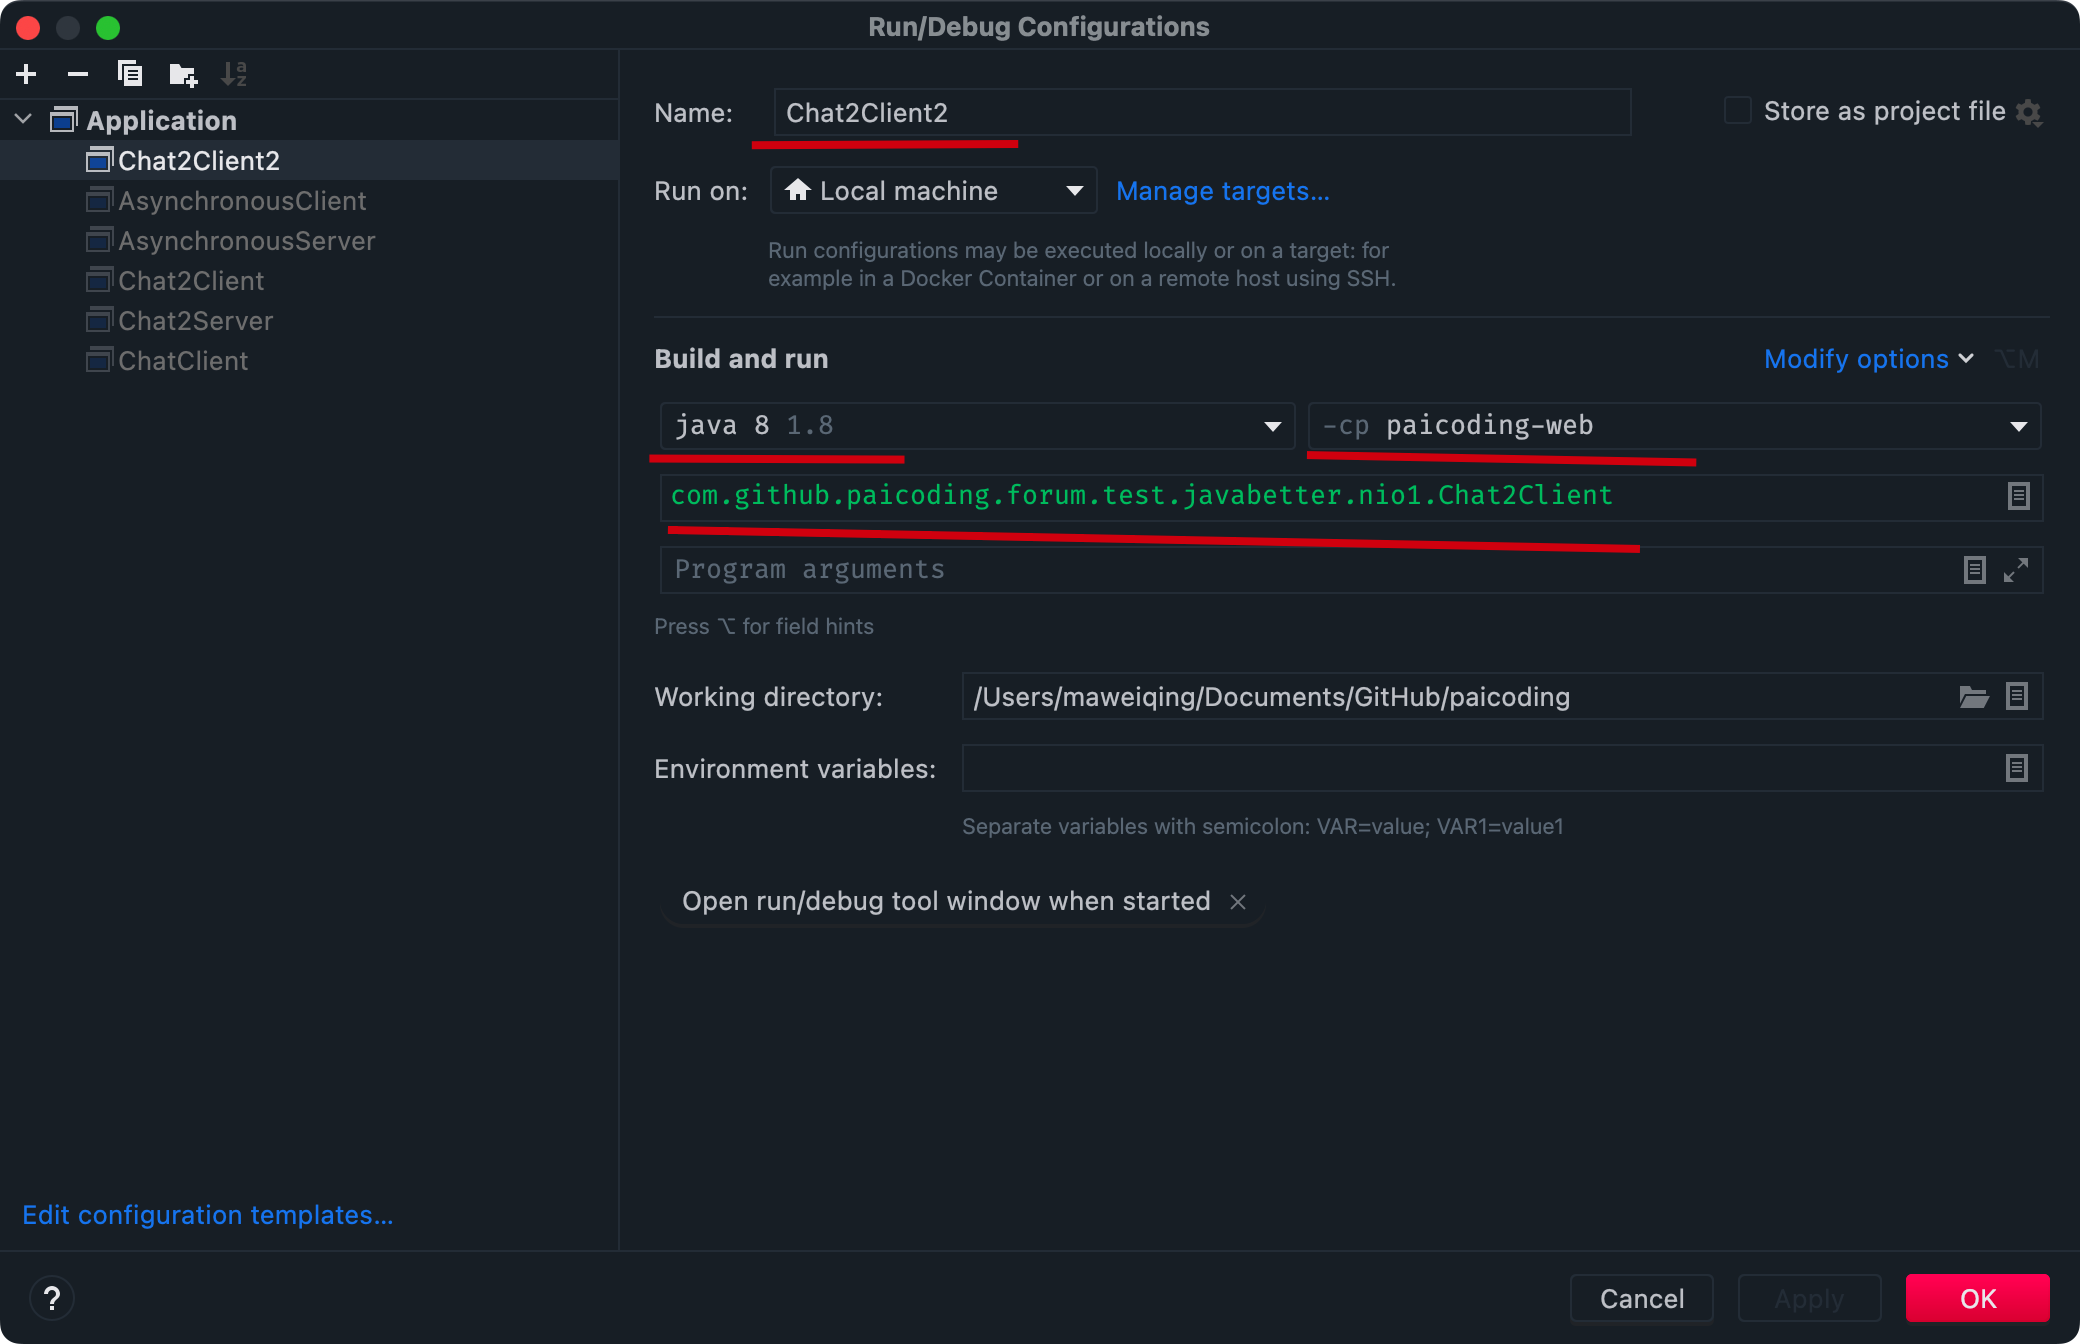 Run/Debug Configurations
Application
Chat2Client2
AsynchronousClient
AsynchronousServer
Chat2Client
Chat2Server
ChatClient
Edit configuration templates...
Name: Chat2Client2
Store as project file
Run on: Local machine Manage targets...
Run configurations may be executed locally or on a target: for
example in a Docker Container or on a remote host using SSH.
Build and run
Modify options ⌥M
java 8 1.8
-cp paicoding-web
com.github.paicoding.forum.test.javabetter.nio1.Chat2Client
Program arguments
Press ⌥ for field hints
Working directory: /Users/maweiqing/Documents/GitHub/paicoding
Environment variables:
Separate variables with semicolon: VAR=value; VAR1=value1
Open run/debug tool window when started ×
? Cancel Apply OK